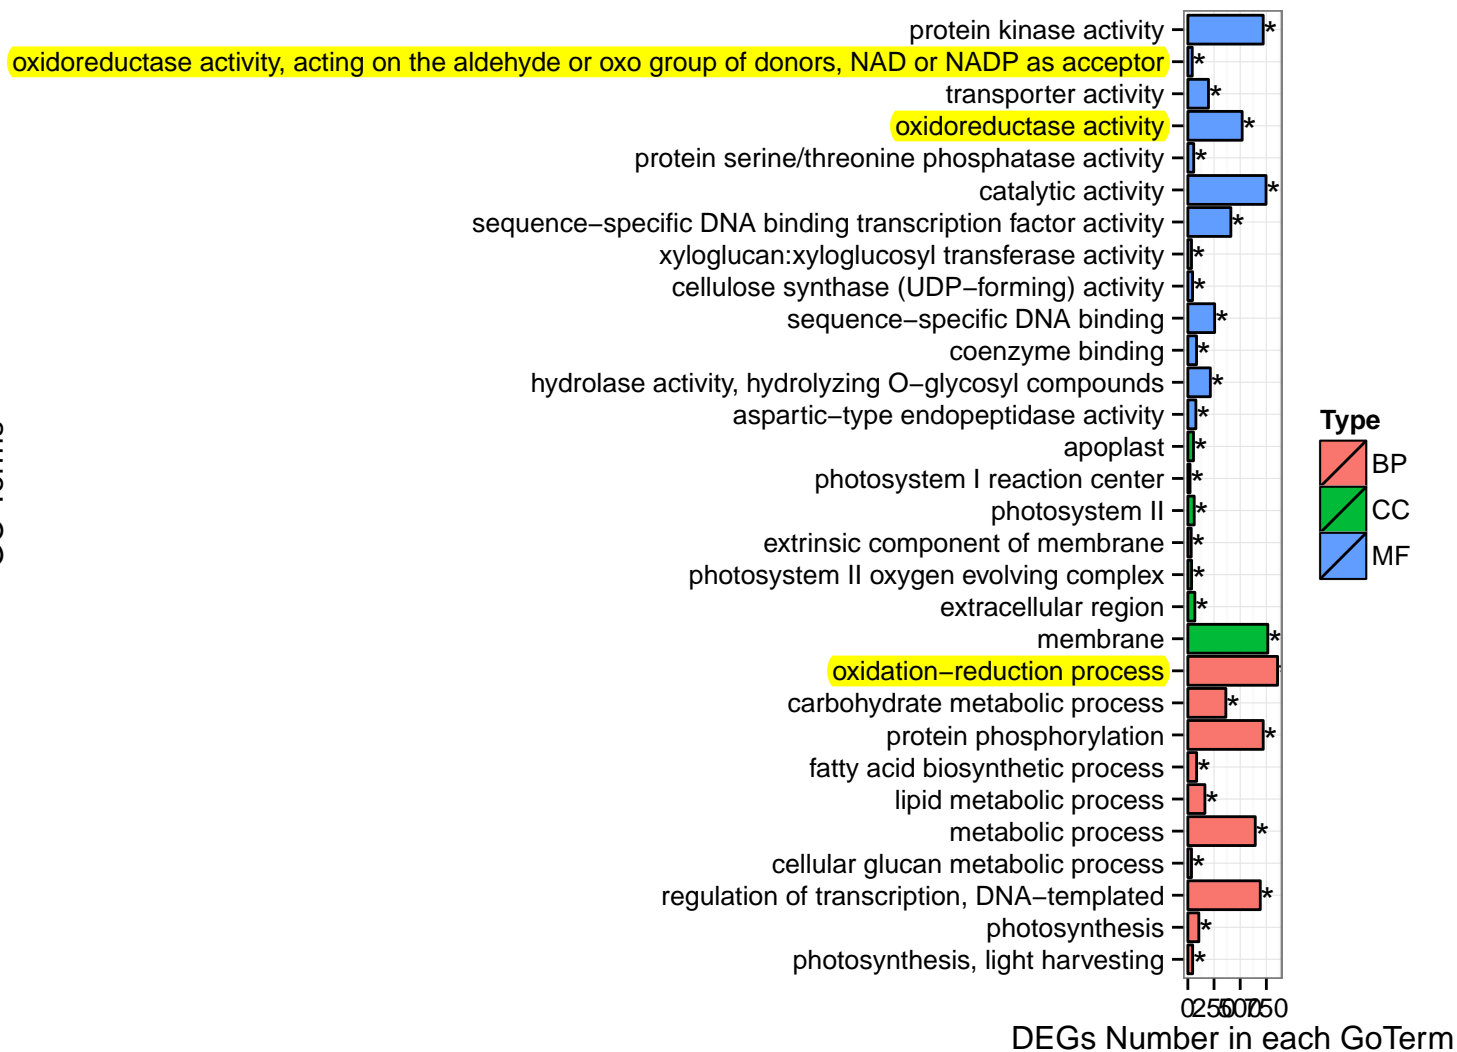 protein kinase activity
oxidoreductase activity, acting on the aldehyde or oxo group of donors, NAD or NADP as acceptor
transporter activity
oxidoreductase activity
protein serine/threonine phosphatase activity
catalytic activity
sequence−specific DNA binding transcription factor activity
xyloglucan:xyloglucosyl transferase activity
cellulose synthase (UDP−forming) activity
sequence−specific DNA binding
coenzyme binding
hydrolase activity, hydrolyzing O−glycosyl compounds
aspartic−type endopeptidase activity
apoplast
photosystem I reaction center
photosystem II
extrinsic component of membrane
photosystem II oxygen evolving complex
extracellular region
membrane
oxidation−reduction process
carbohydrate metabolic process
protein phosphorylation
fatty acid biosynthetic process
lipid metabolic process
metabolic process
cellular glucan metabolic process
regulation of transcription, DNA−templated
photosynthesis
photosynthesis, light harvesting
0 250 500 750
DEGs Number in each GoTerm
Type
BP
CC
MF